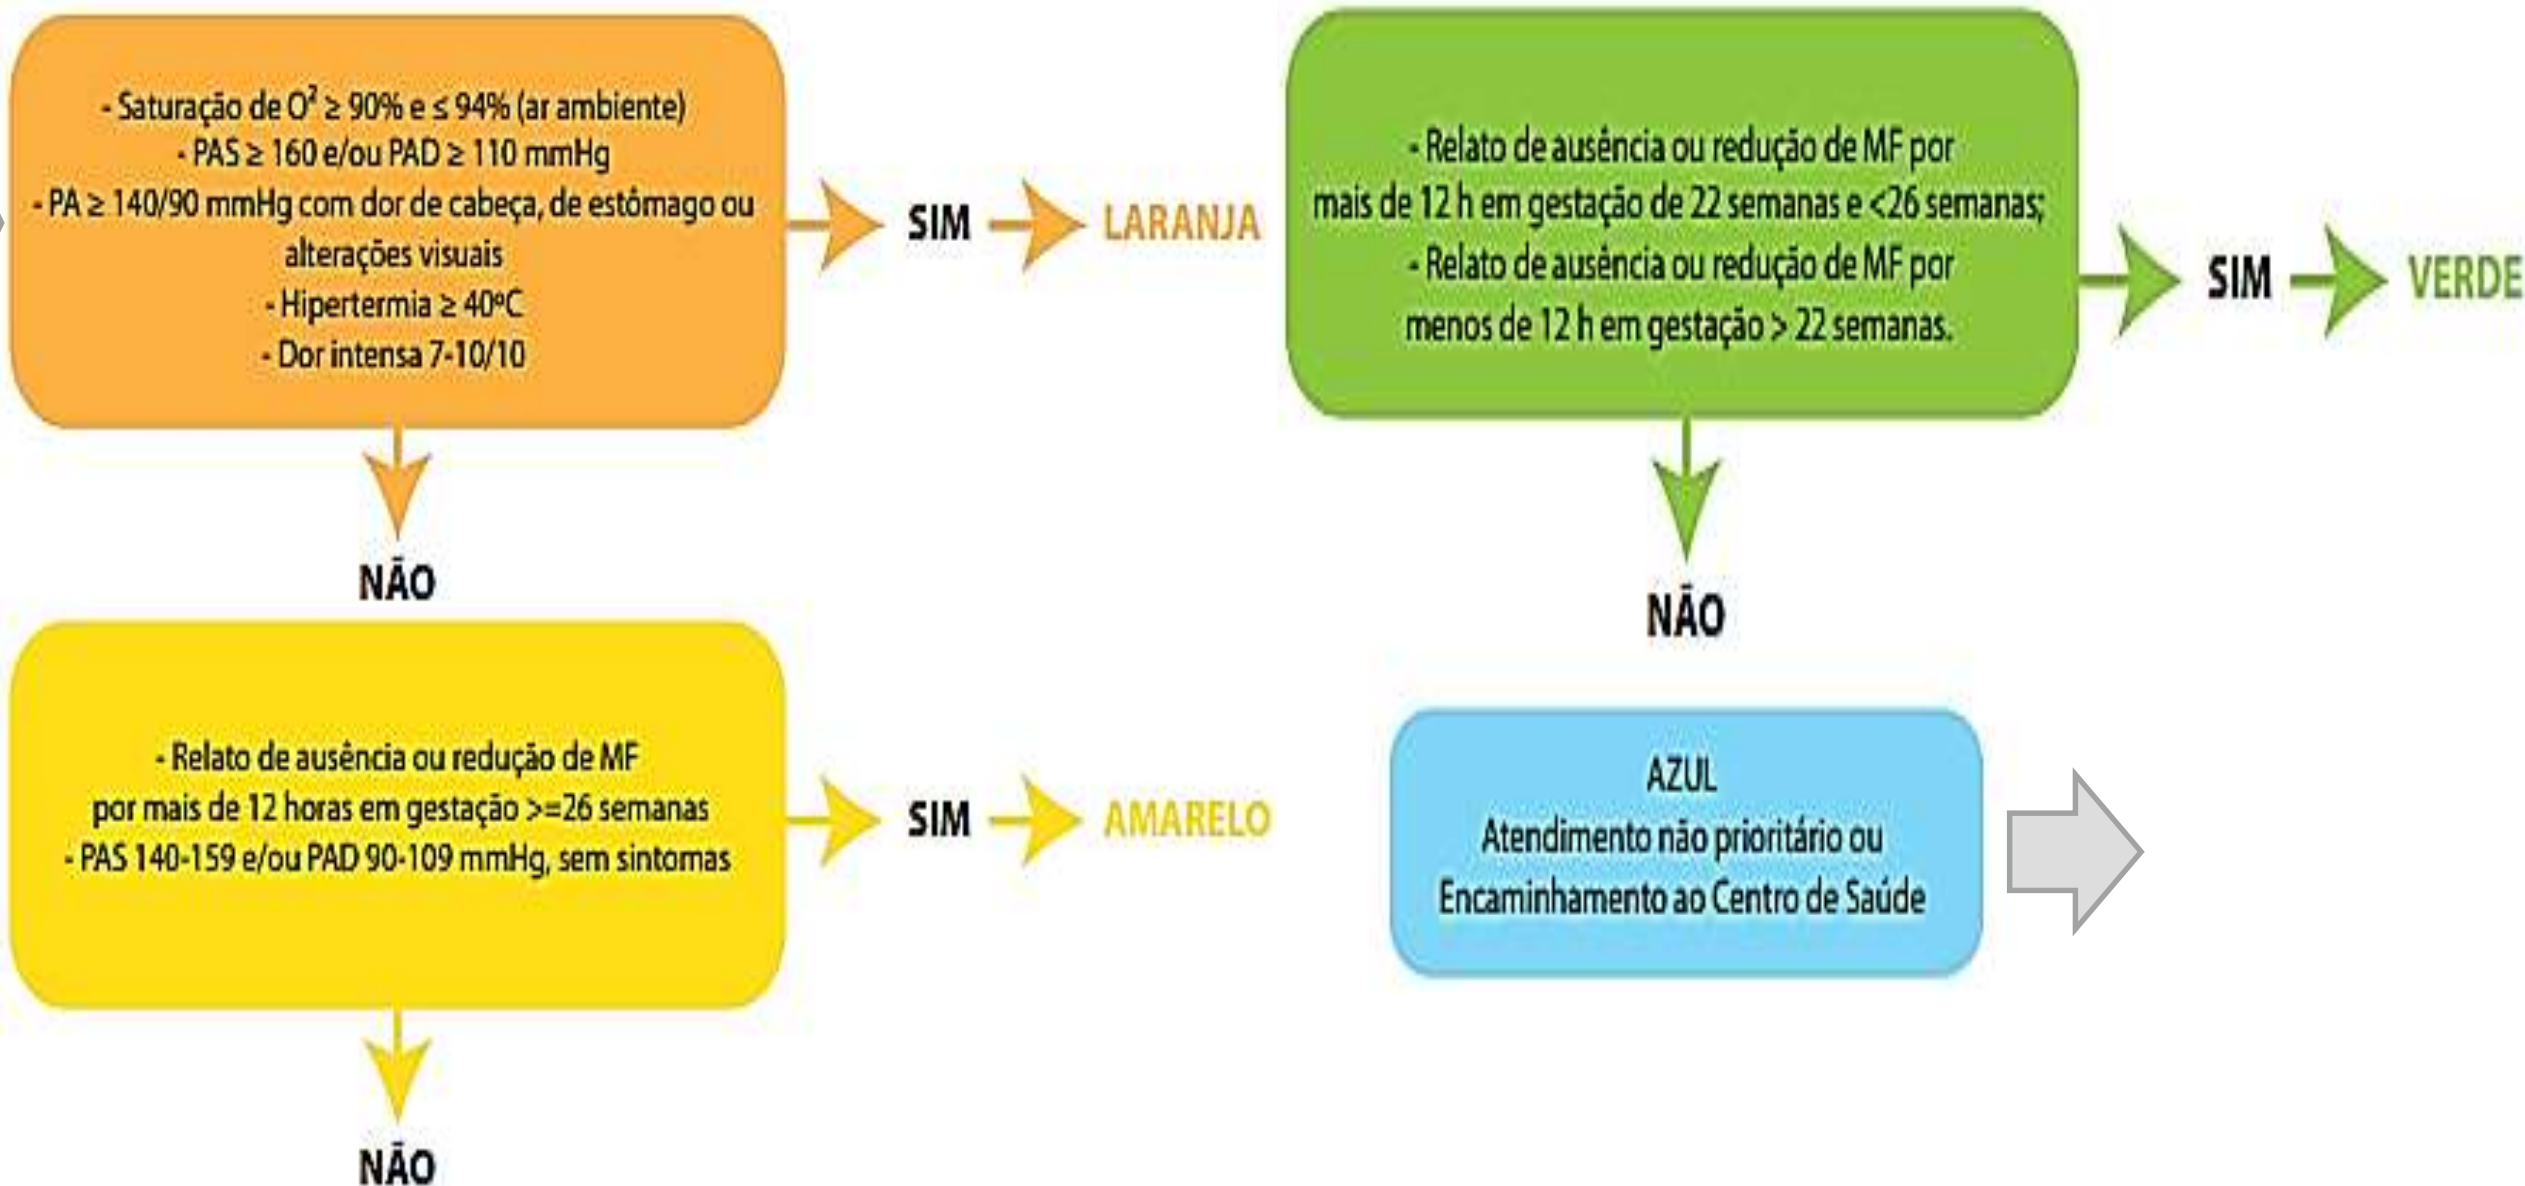 - Saturação de O² ≥ 90% e ≤ 94% (ar ambiente)
- PAS ≥ 160 e/ou PAD ≥ 110 mmHg
- PA ≥ 140/90 mmHg com dor de cabeça, de estômago ou
alterações visuais
- Hipertermia ≥ 40ºC
- Dor intensa 7-10/10
SIM
LARANJA
NÃO
- Relato de ausência ou redução de MF
por mais de 12 horas em gestação >=26 semanas
- PAS 140-159 e/ou PAD 90-109 mmHg, sem sintomas
SIM
AMARELO
NÃO
- Relato de ausência ou redução de MF por
mais de 12 h em gestação de 22 semanas e <26 semanas;
- Relato de ausência ou redução de MF por
menos de 12 h em gestação > 22 semanas.
SIM
VERDE
NÃO
AZUL
Atendimento não prioritário ou
Encaminhamento ao Centro de Saúde